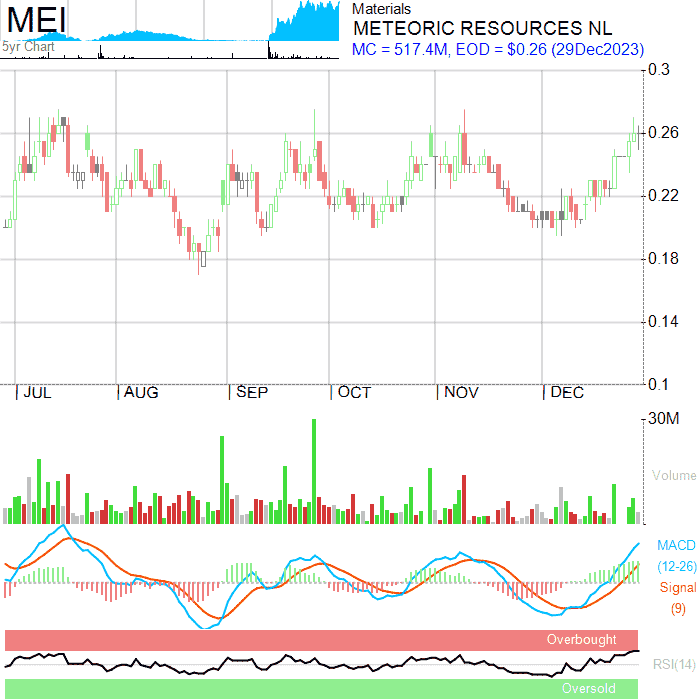 MEI
5yr Chart
Materials
METEORIC RESOURCES NL
MC = 517.4M, EOD = $0.26 (29Dec2023)
0.3
0.26
0.22
0.18
0.14
0.1
JUL AUG SEP OCT NOV DEC
30M
Volume
MACD
(12-26)
Signal
(9)
Overbought
RSI(14)
Oversold